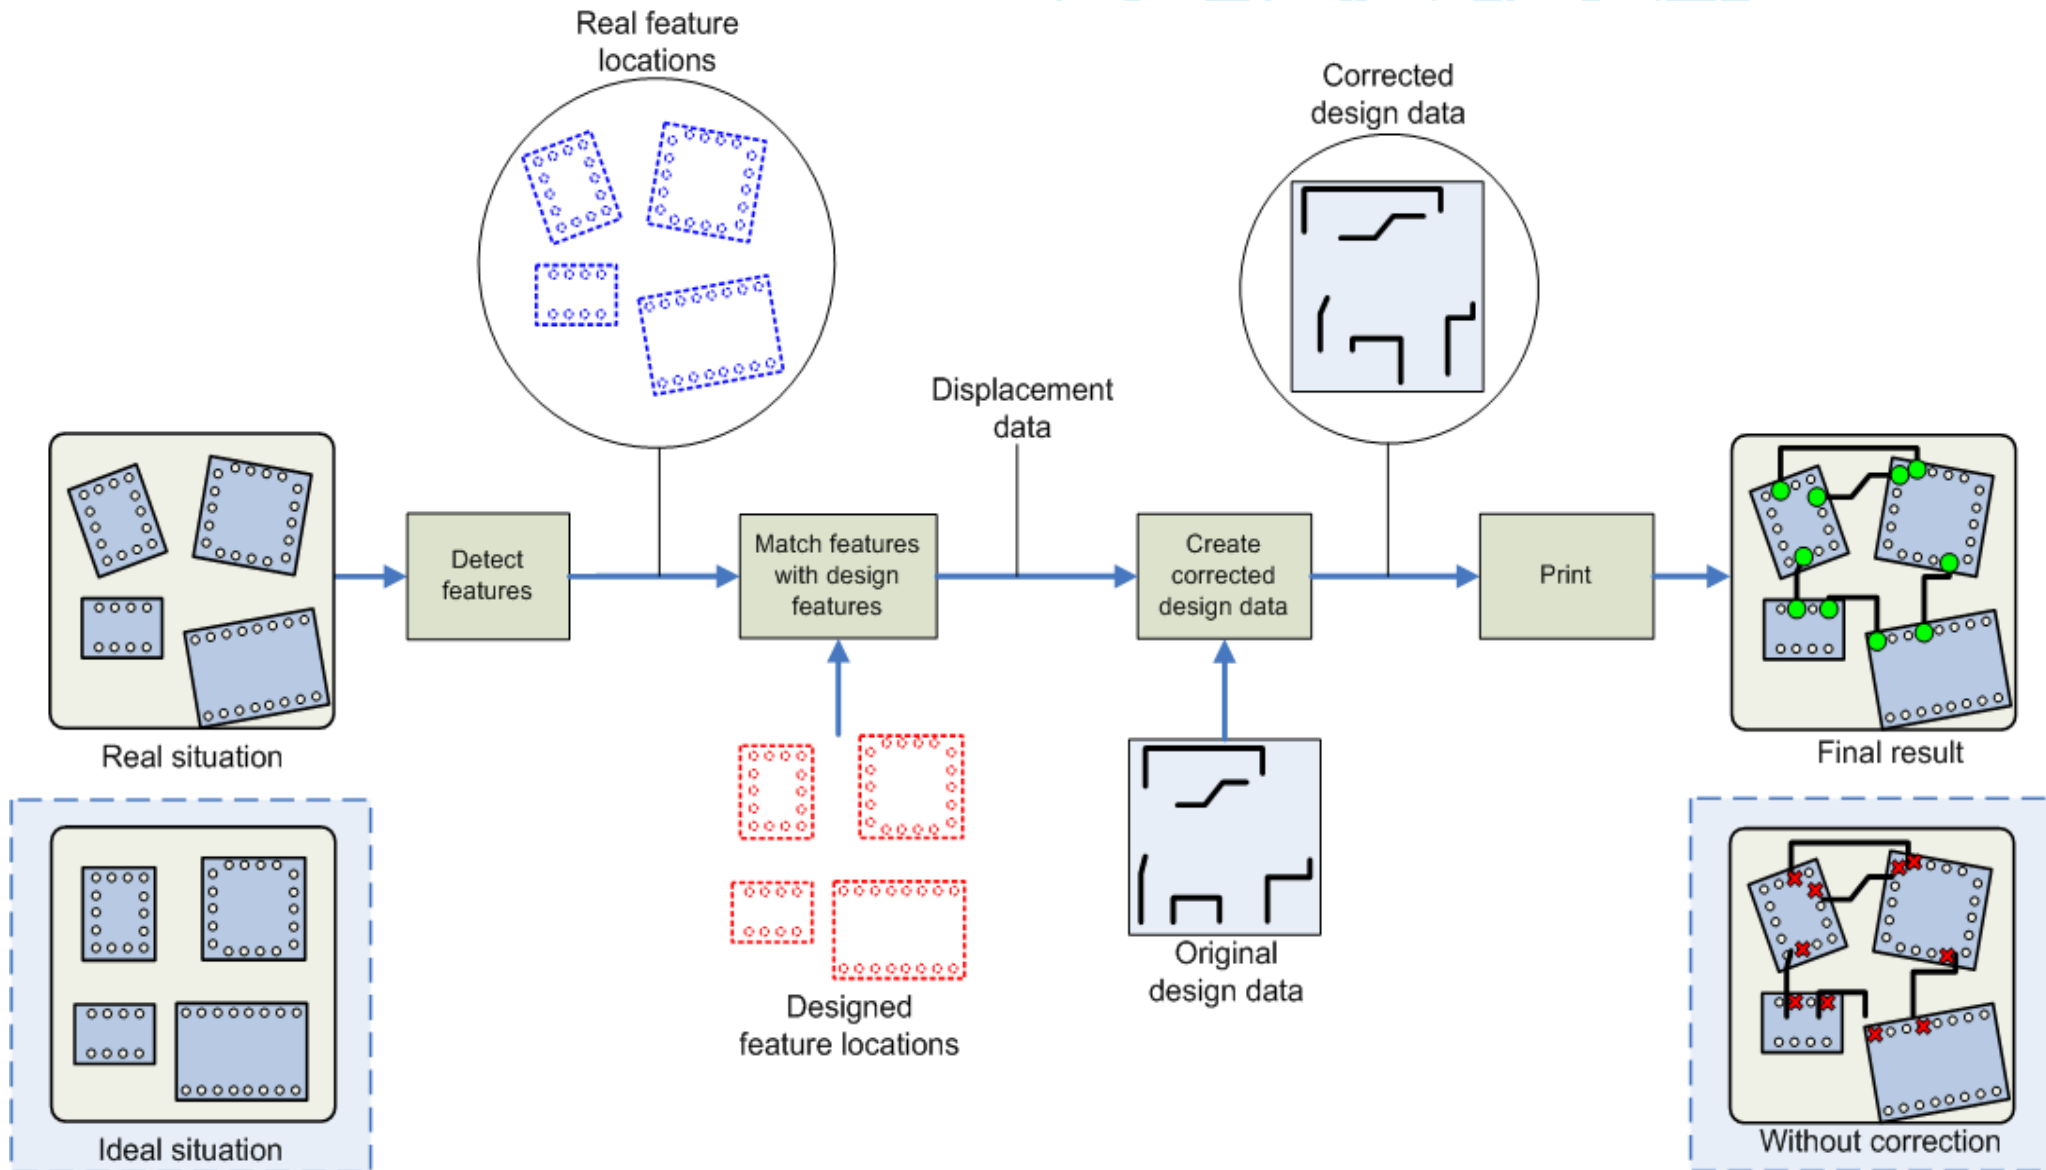 Real feature
locations
Corrected
design data
Displacement
data
Detect
features
Match features
with design
features
Create
corrected
design data
Print
Real situation
Final result
Ideal situation
Designed
feature locations
Original
design data
Without correction